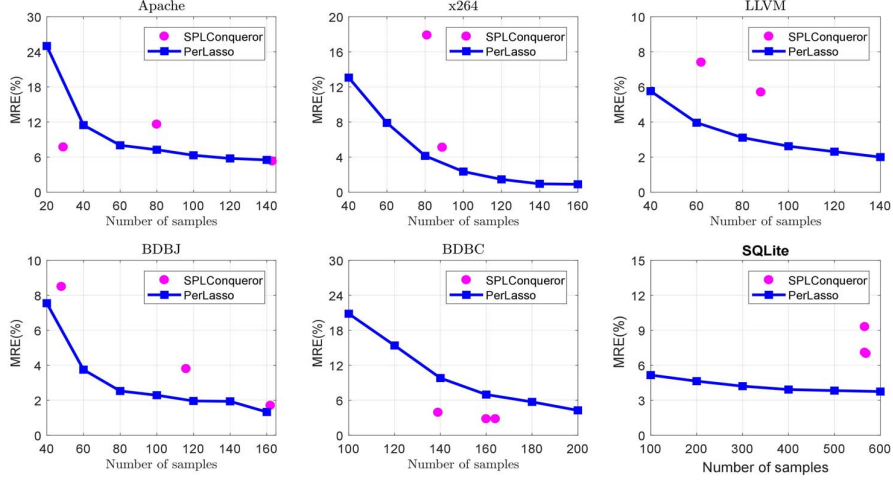 Apache
30
24
18
12
6
0
MRE(%)
SPLConqueror
PerLasso
20 40 60 80 100 120 140
Number of samples
x264
20
16
12
8
4
0
MRE(%)
SPLConqueror
PerLasso
40 60 80 100 120 140 160
Number of samples
LLVM
10
8
6
4
2
0
MRE(%)
SPLConqueror
PerLasso
40 60 80 100 120 140
Number of samples
BDBJ
10
8
6
4
2
0
MRE(%)
SPLConqueror
PerLasso
40 60 80 100 120 140 160
Number of samples
BDBC
30
24
18
12
6
0
MRE(%)
SPLConqueror
PerLasso
100 120 140 160 180 200
Number of samples
SQLite
15
12
9
6
3
0
MRE(%)
SPLConqueror
PerLasso
100 200 300 400 500 600
Number of samples